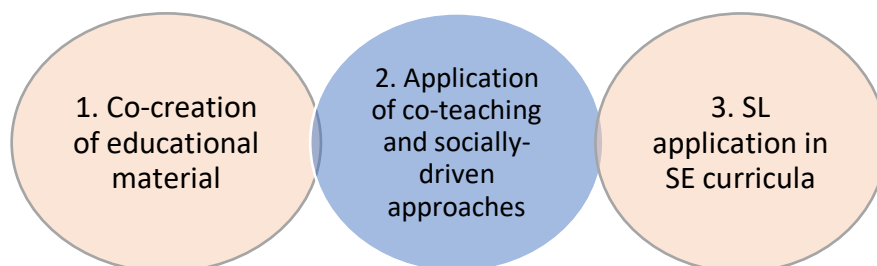 1. Co-creation
of educational
material
2. Application
of co-teaching
and socially-
driven
approaches
3. SL
application in
SE curricula